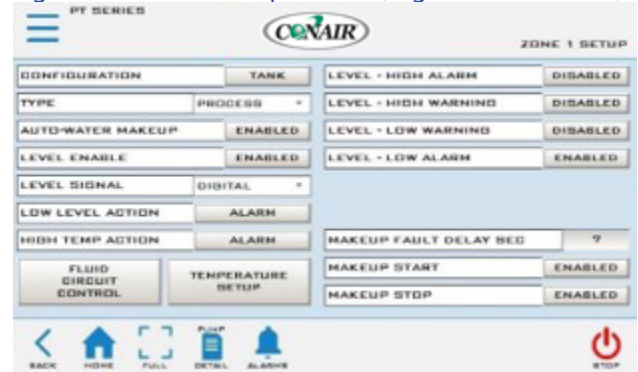 PT SERIES
CONAIR
ZONE 1 SETUP
CONFIGURATION TANK
TYPE PROCESS
AUTO-WATER MAKEUP ENABLED
LEVEL ENABLE ENABLED
LEVEL SIGNAL DIGITAL
LOW LEVEL ACTION ALARM
HIGH TEMP ACTION ALARM
FLUID
CIRCUIT
CONTROL
TEMPERATURE
SETUP
LEVEL - HIGH ALARM DISABLED
LEVEL - HIGH WARNING DISABLED
LEVEL - LOW WARNING DISABLED
LEVEL - LOW ALARM ENABLED
MAKEUP FAULT DELAY SEC 7
MAKEUP START ENABLED
MAKEUP STOP ENABLED
BACK
HOME
FULL
PUMP
DETAIL
ALARMS
STOP